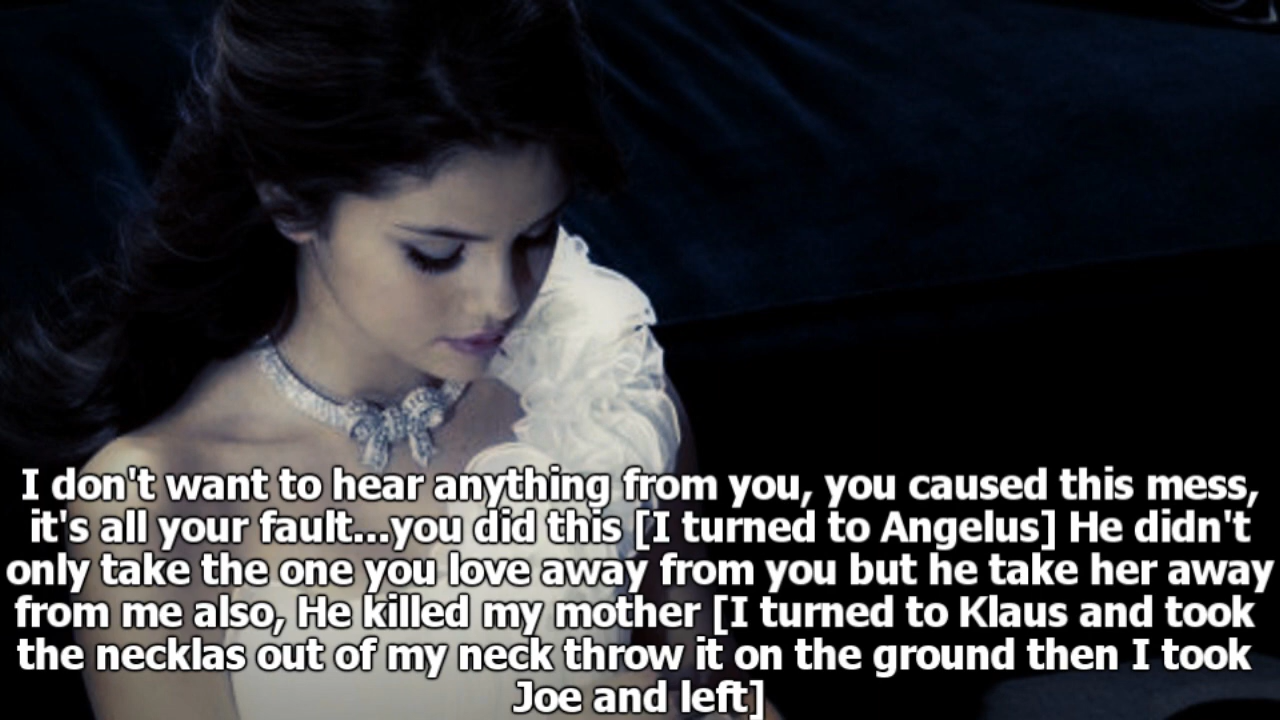 I don't want to hear anything from you, you caused this mess,
it's all your fault...you did this [I turned to Angelus] He didn't
only take the one you love away from you but he take her away
from me also, He killed my mother [I turned to Klaus and took
the necklas out of my neck throw it on the ground then I took
Joe and left]